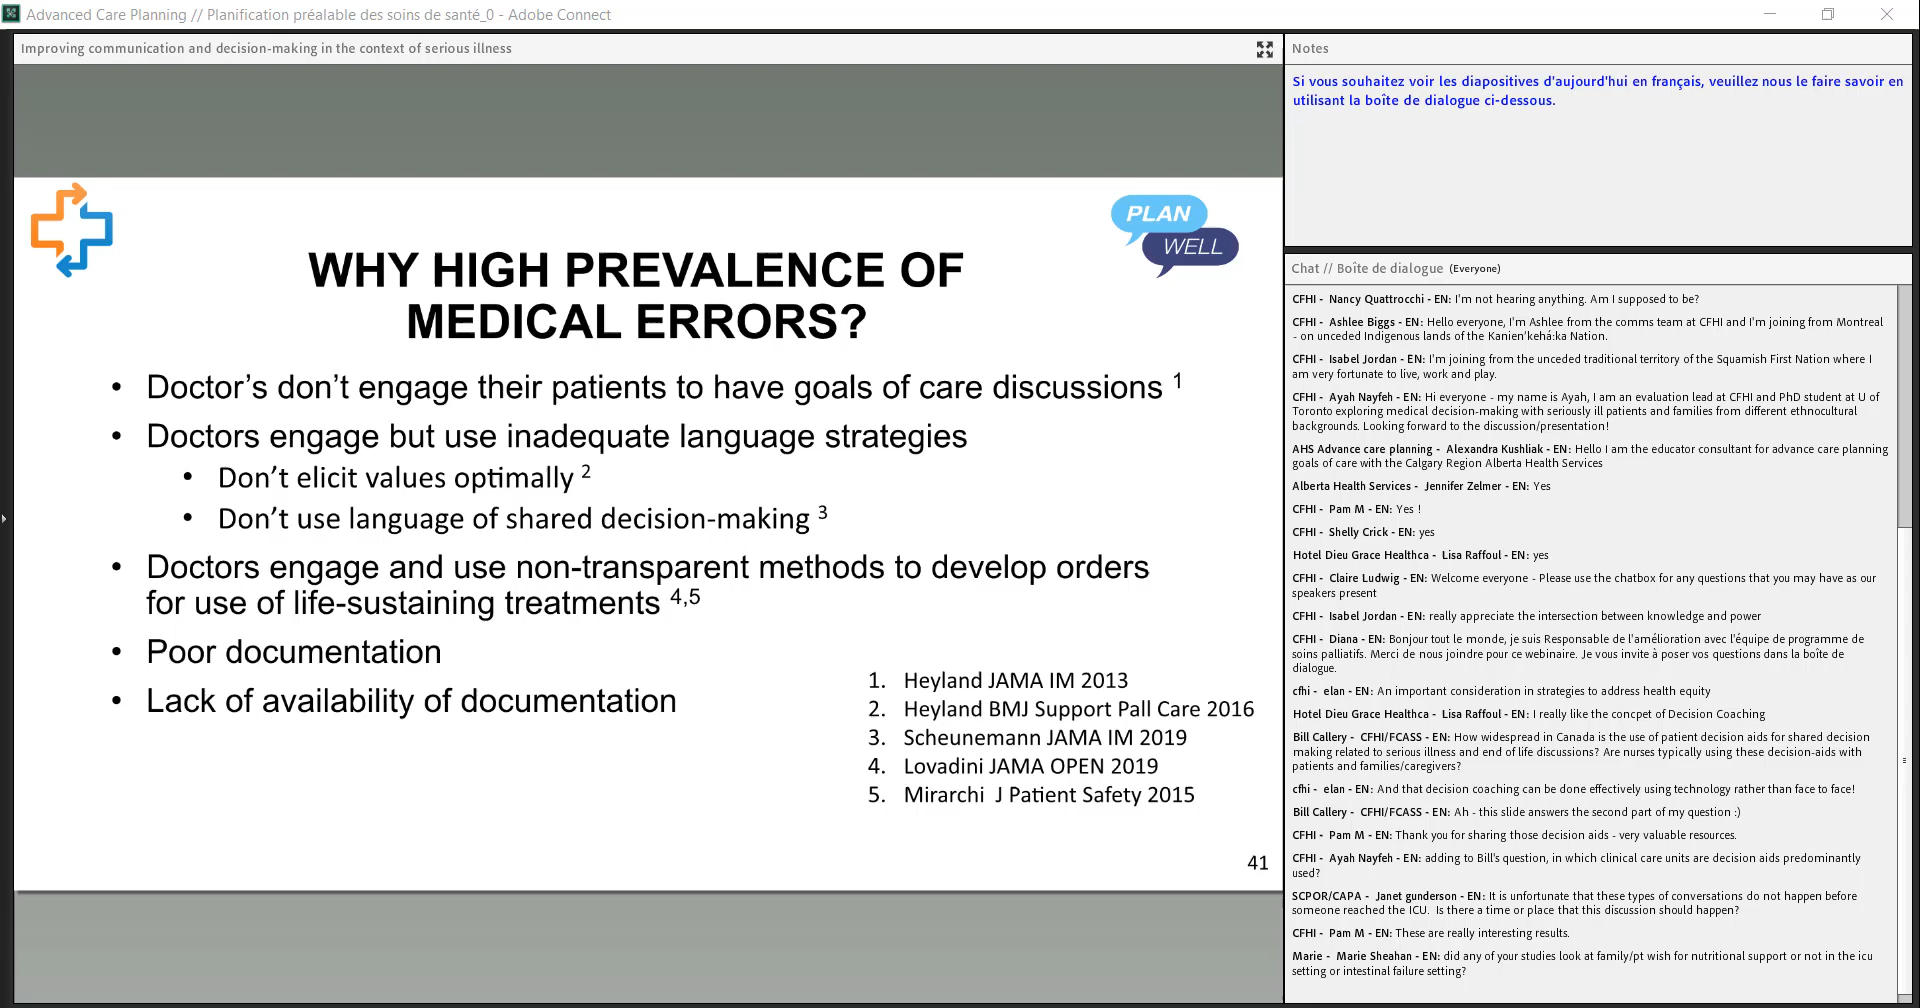 Advanced Care Planning // Planification préalable des soins de santé_0 - Adobe Connect
Improving communication and decision-making in the context of serious illness
PLAN
WELL
WHY HIGH PREVALENCE OF
MEDICAL ERRORS?
• Doctor’s don’t engage their patients to have goals of care discussions 1
• Doctors engage but use inadequate language strategies
• Don’t elicit values optimally 2
• Don’t use language of shared decision-making 3
• Doctors engage and use non-transparent methods to develop orders
for use of life-sustaining treatments 4,5
• Poor documentation
• Lack of availability of documentation
1. Heyland JAMA IM 2013
2. Heyland BMJ Support Pall Care 2016
3. Scheunemann JAMA IM 2019
4. Lovadini JAMA OPEN 2019
5. Mirarchi J Patient Safety 2015
41
Notes
Si vous souhaitez voir les diapositives d'aujourd'hui en français, veuillez nous le faire savoir en
utilisant la boîte de dialogue ci-dessous.
Chat // Boîte de dialogue (Everyone)
CFHI - Nancy Quattrocchi - EN: I'm not hearing anything. Am I supposed to be?
CFHI - Ashlee Biggs - EN: Hello everyone, I'm Ashlee from the comms team at CFHI and I'm joining from Montreal
- on unceded Indigenous lands of the Kanien’kehá:ka Nation.
CFHI - Isabel Jordan - EN: I'm joining from the unceded traditional territory of the Squamish First Nation where I
am very fortunate to live, work and play.
CFHI - Ayah Nayfeh - EN: Hi everyone - my name is Ayah, I am an evaluation lead at CFHI and PhD student at U of
Toronto exploring medical decision-making with seriously ill patients and families from different ethnocultural
backgrounds. Looking forward to the discussion/presentation!
AHS Advance care planning - Alexandra Kushliak - EN: Hello I am the educator consultant for advance care planning
goals of care with the Calgary Region Alberta Health Services
Alberta Health Services - Jennifer Zelmer - EN: Yes
CFHI - Pam M - EN: Yes !
CFHI - Shelly Crick - EN: yes
Hotel Dieu Grace Healthca - Lisa Raffoul - EN: yes
CFHI - Claire Ludwig - EN: Welcome everyone - Please use the chatbox for any questions that you may have as our
speakers present
CFHI - Isabel Jordan - EN: really appreciate the intersection between knowledge and power
CFHI - Diana - EN: Bonjour tout le monde, je suis Responsable de l'amélioration avec l'équipe de programme de
soins palliatifs. Merci de nous joindre pour ce webinaire. Je vous invite à poser vos questions dans la boîte de
dialogue.
cfhi - elan - EN: An important consideration in strategies to address health equity
Hotel Dieu Grace Healthca - Lisa Raffoul - EN: I really like the concpet of Decision Coaching
Bill Callery - CFHI/FCASS - EN: How widespread in Canada is the use of patient decision aids for shared decision
making related to serious illness and end of life discussions? Are nurses typically using these decision-aids with
patients and families/caregivers?
cfhi - elan - EN: And that decision coaching can be done effectively using technology rather than face to face!
Bill Callery - CFHI/FCASS - EN: Ah - this slide answers the second part of my question :)
CFHI - Pam M - EN: Thank you for sharing those decision aids - very valuable resources.
CFHI - Ayah Nayfeh - EN: adding to Bill's question, in which clinical care units are decision aids predominantly
used?
SCPOR/CAPA - Janet gunderson - EN: It is unfortunate that these types of conversations do not happen before
someone reached the ICU. Is there a time or place that this discussion should happen?
CFHI - Pam M - EN: These are really interesting results.
Marie - Marie Sheahan - EN: did any of your studies look at family/pt wish for nutritional support or not in the icu
setting or intestinal failure setting?